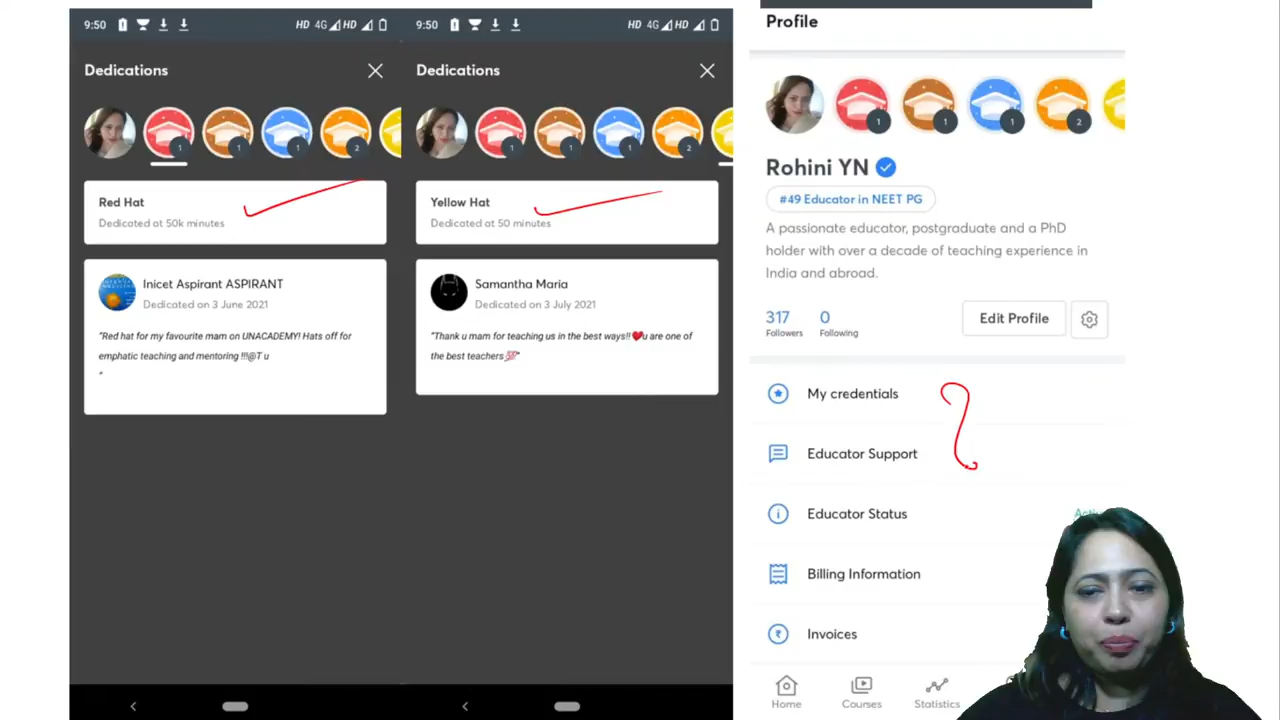 9:50
HD 4G HD
Dedications
1
1
1
2
Red Hat
Dedicated at 50k minutes
Inicet Aspirant ASPIRANT
Dedicated on 3 June 2021
"Red hat for my favourite mam on UNACADEMY! Hats off for
emphatic teaching and mentoring !!!@T u
"
9:50
HD 4G HD
Dedications
1
1
1
2
Yellow Hat
Dedicated at 50 minutes
Samantha Maria
Dedicated on 3 July 2021
"Thank u mam for teaching us in the best ways!!❤️u are one of
the best teachers💯"
Profile
1
1
1
2
Rohini YN
#49 Educator in NEET PG
A passionate educator, postgraduate and a PhD
holder with over a decade of teaching experience in
India and abroad.
317
Followers
0
Following
Edit Profile
My credentials
Educator Support
Educator Status
Billing Information
₹ Invoices
Home
Courses
Statistics